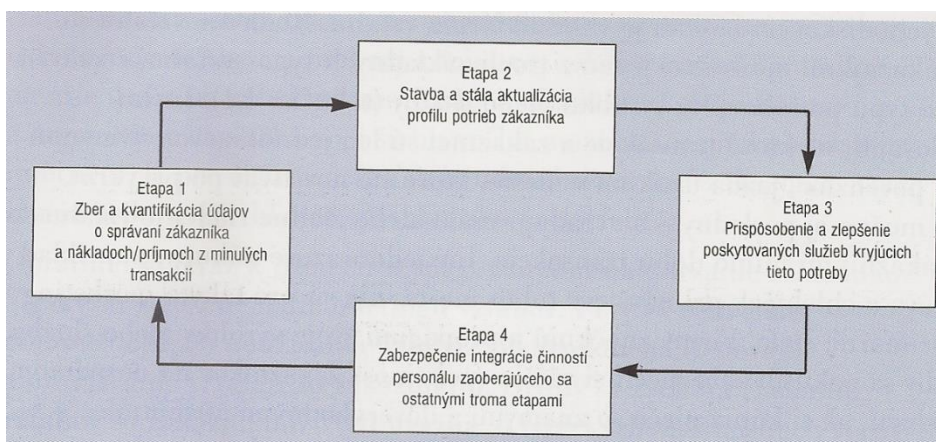 Etapa 2
Stavba a stála aktualizácia
profilu potrieb zákazníka
Etapa 1
Zber a kvantifikácia údajov
o správaní zákazníka
a nákladoch/príjmoch z minulých
transakcií
Etapa 3
Prispôsobenie a zlepšenie
poskytovaných služieb kryjúcich
tieto potreby
Etapa 4
Zabezpečenie integrácie činností
personálu zaoberajúceho sa
ostatnými troma etapami